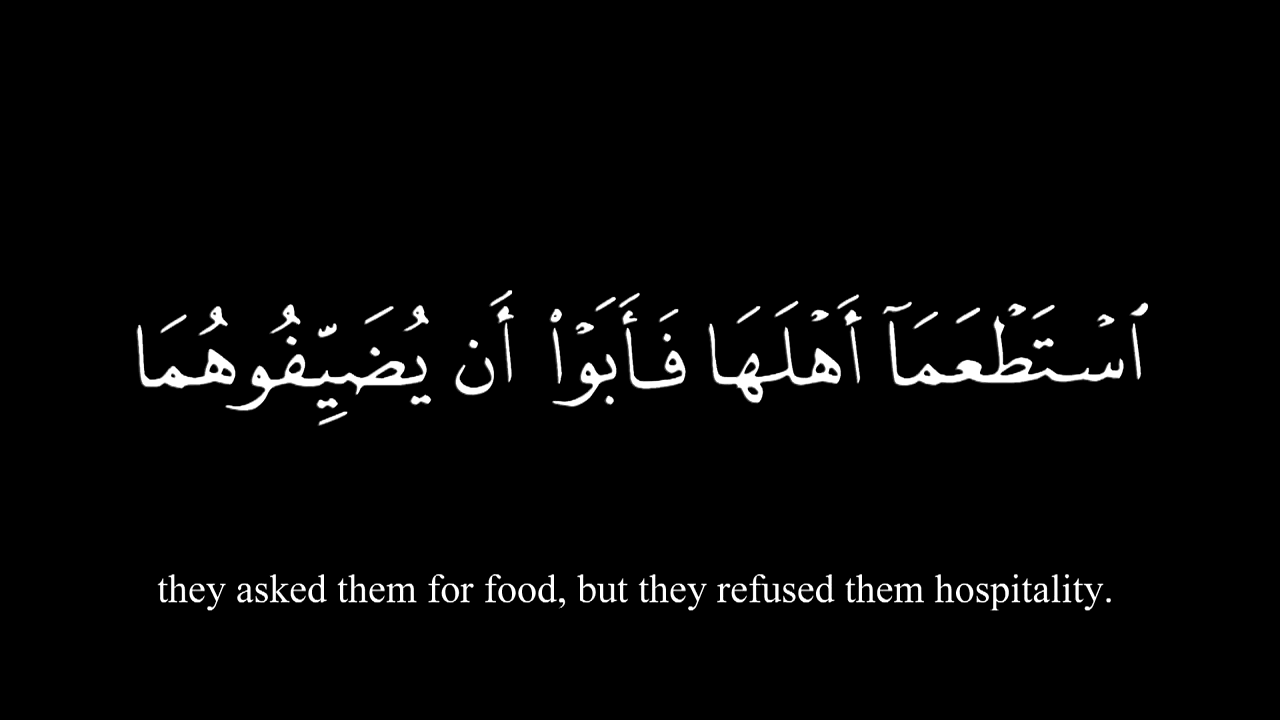 ٱسْتَطْعَمَآ أَهْلَهَا فَأَبَوْا۟ أَن يُضَيِّفُوهُمَا
they asked them for food, but they refused them hospitality.